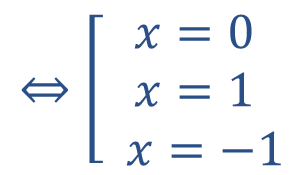 ⇔ [ x = 0
x = 1
x = −1